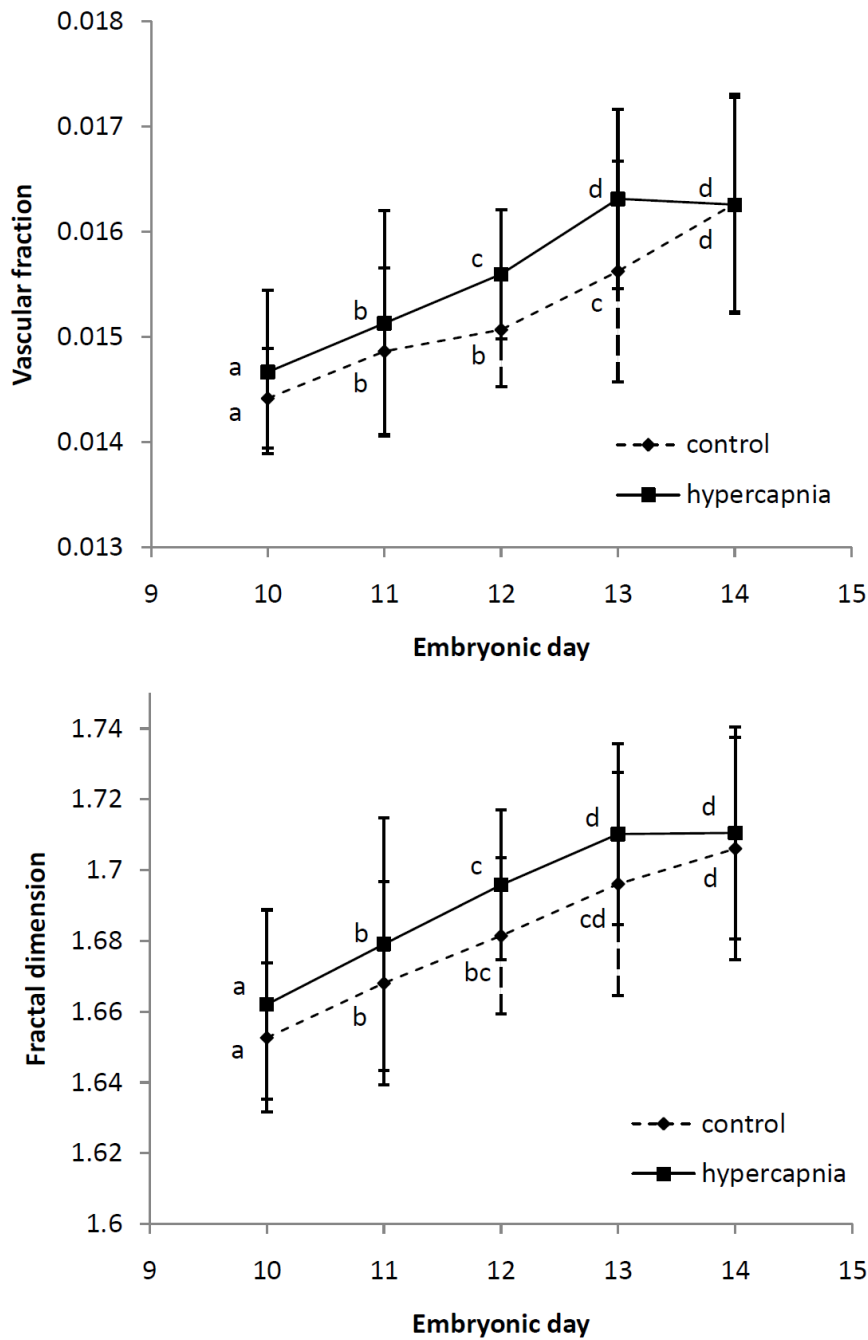 0.018
0.017
0.016
0.015
0.014
0.013
Vascular fraction
a
a
b
b
c
b
d
c
d
d
control
hypercapnia
9 10 11 12 13 14 15
Embryonic day
1.74
1.72
1.7
1.68
1.66
1.64
1.62
1.6
Fractal dimension
a
a
b
b
c
bc
d
cd
d
d
control
hypercapnia
9 10 11 12 13 14 15
Embryonic day